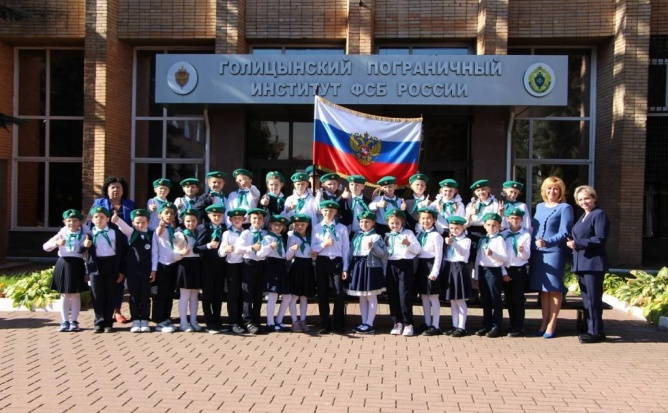 ГОЛИЦЫНСКИЙ ПОГРАНИЧНЫЙ
ИНСТИТУТ ФСБ РОССИИ